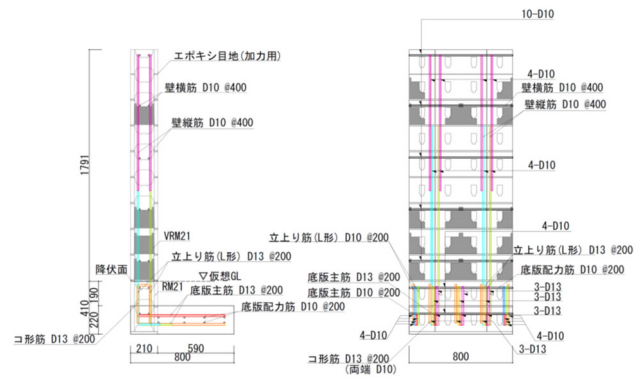 エポキシ目地(加力用)
壁横筋 D10 @400
壁縦筋 D10 @400
1791
VRM21
立上り筋(L形) D13 @200
降伏面
▽仮想GL
RM21
底版主筋 D13 @200
190
410
220
底版配力筋 D10 @200
コ形筋 D13 @200
210
590
800
10-D10
4-D10
壁横筋 D10 @400
壁縦筋 D10 @400
4-D10
4-D10
立上り筋(L形) D10 @200
立上り筋(L形) D13 @200
底版主筋 D13 @200
底版配力筋 D10 @200
底版主筋 D10 @200
3-D13
3-D13
3-D13
4-D10
4-D10
3-D13
コ形筋 D13 @200
(両端 D10)
800